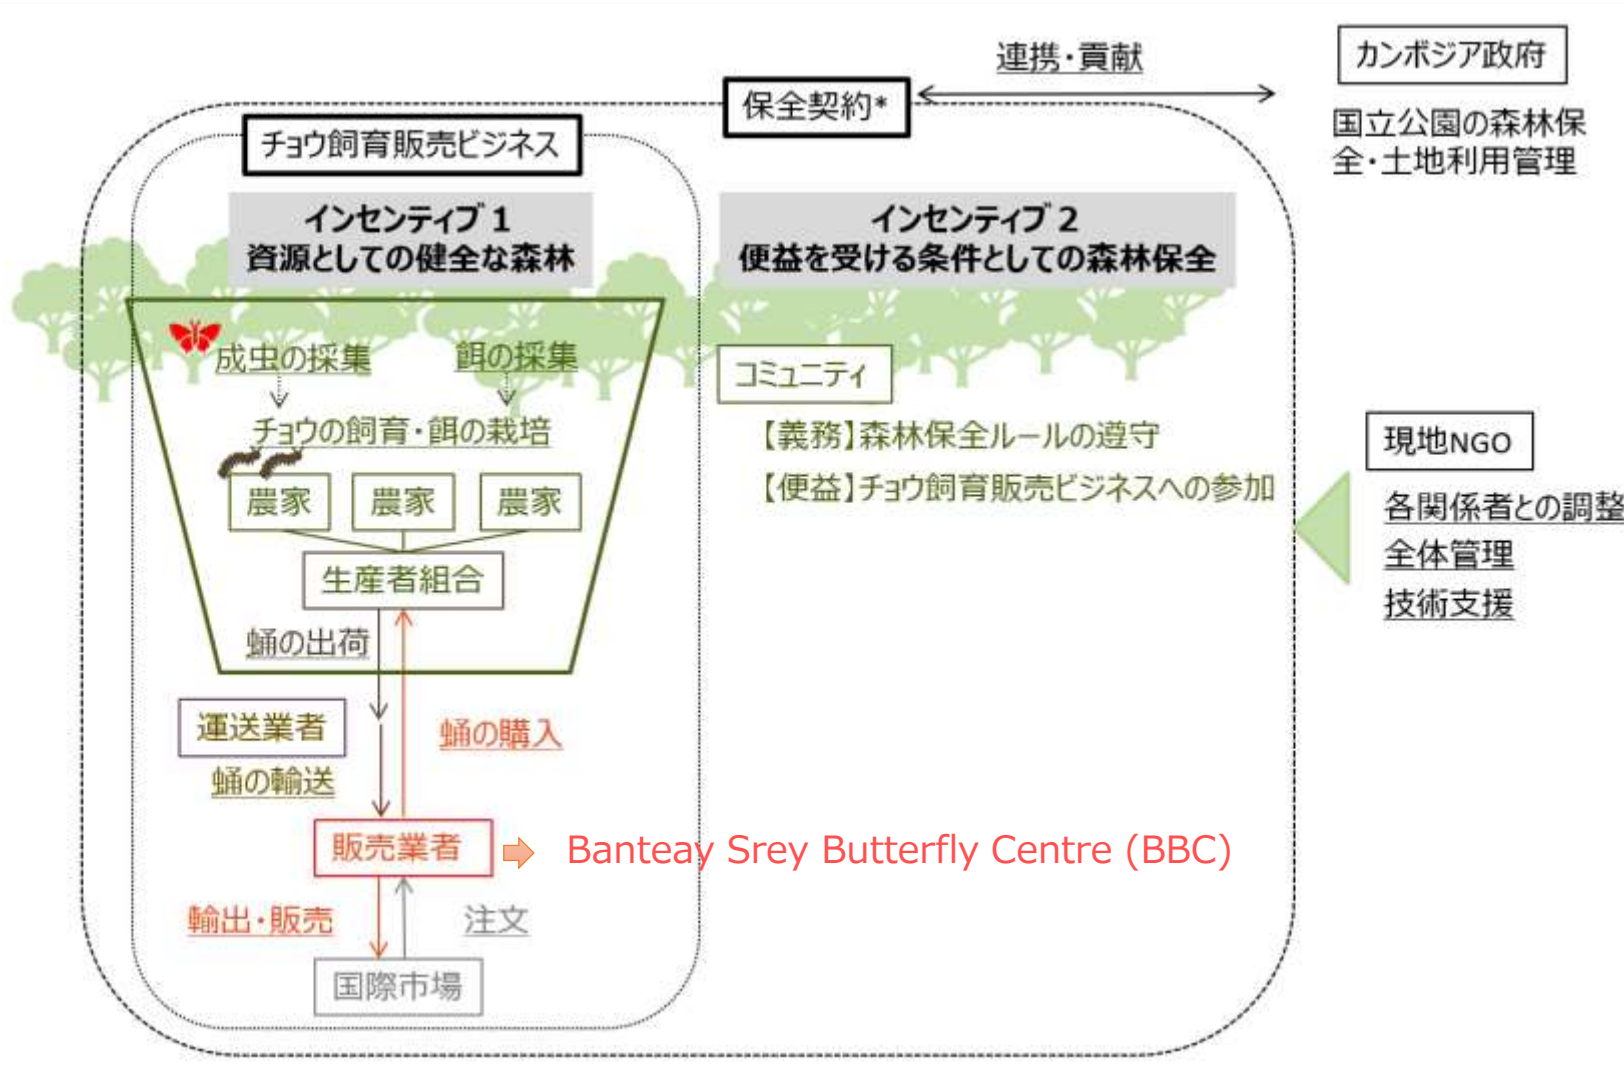 連携・貢献
カンボジア政府
国立公園の森林保
全・土地利用管理
保全契約*
チョウ飼育販売ビジネス
インセンティブ 1
資源としての健全な森林
インセンティブ 2
便益を受ける条件としての森林保全
成虫の採集
餌の採集
チョウの飼育・餌の栽培
農家
農家
農家
生産者組合
蛹の出荷
運送業者
蛹の輸送
蛹の購入
販売業者
Banteay Srey Butterfly Centre (BBC)
輸出・販売
注文
国際市場
コミュニティ
【義務】森林保全ルールの遵守
【便益】チョウ飼育販売ビジネスへの参加
現地NGO
各関係者との調整
全体管理
技術支援